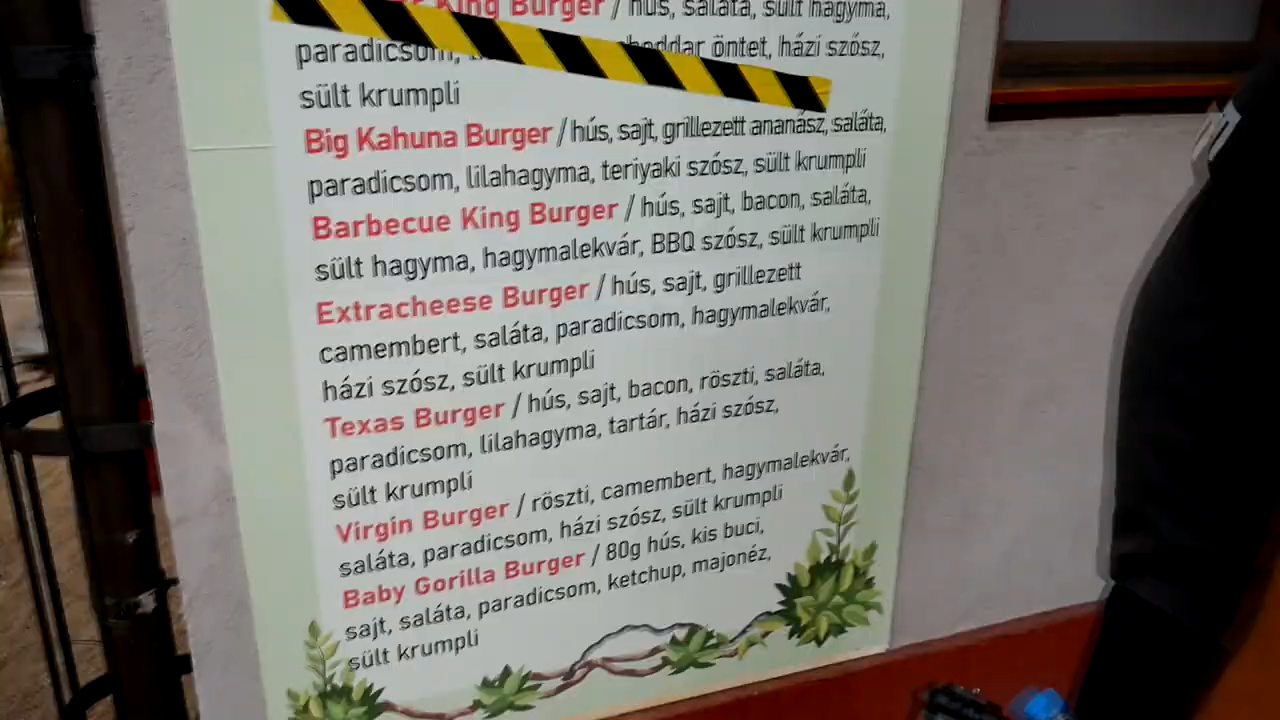 King Burger / hús, saláta, sült hagyma,
paradicsom, cheddar öntet, házi szósz,
sült krumpli
Big Kahuna Burger / hús, sajt, grillezett ananász, saláta,
paradicsom, lilahagyma, teriyaki szósz, sült krumpli
Barbecue King Burger / hús, sajt, bacon, saláta,
sült hagyma, hagymalekvár, BBQ szósz, sült krumpli
Extracheese Burger / hús, sajt, grillezett
camembert, saláta, paradicsom, hagymalekvár,
házi szósz, sült krumpli
Texas Burger / hús, sajt, bacon, röszti, saláta,
paradicsom, lilahagyma, tartár, házi szósz,
sült krumpli
Virgin Burger / röszti, camembert, hagymalekvár,
saláta, paradicsom, házi szósz, sült krumpli
Baby Gorilla Burger / 80g hús, kis buci,
sajt, saláta, paradicsom, ketchup, majonéz,
sült krumpli